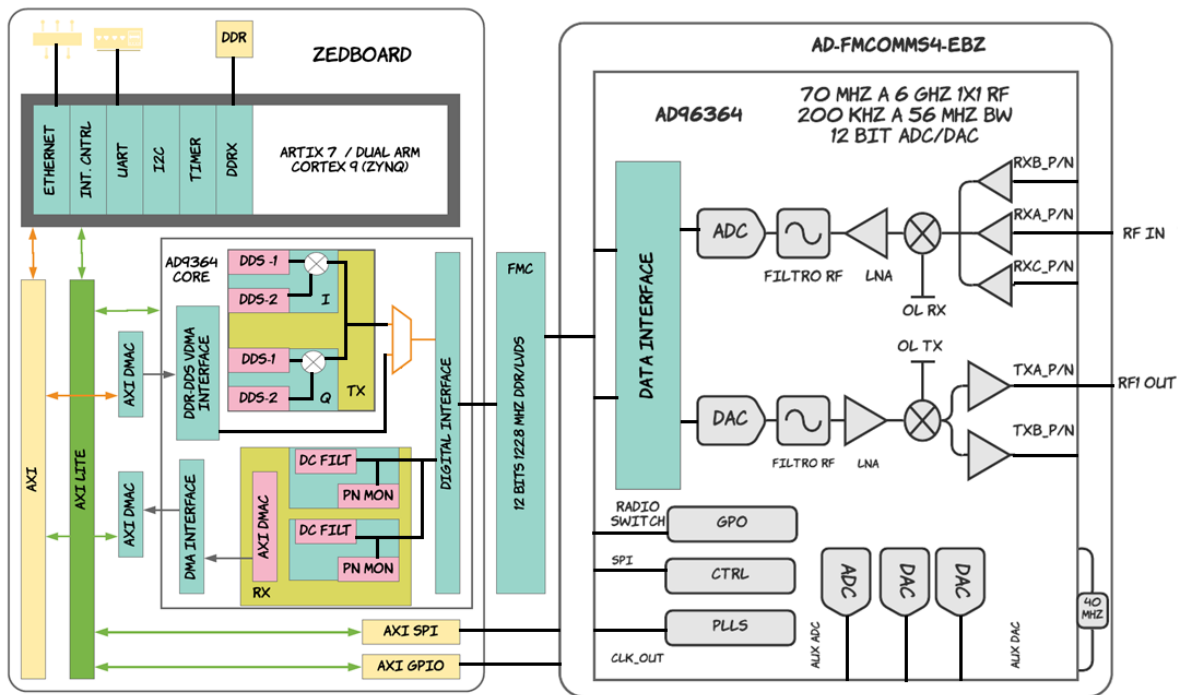 ZEDBOARD
DDR
ETHERNET
INT. CNTRL
UART
I2C
TIMER
DDRX
ARTIX 7 / DUAL ARM
CORTEX 9 (ZYNQ)
AXI
AXI LITE
AD9364
CORE
DDS -1
DDS-2
I
DDS-1
DDS-2
Q
TX
AXI DMAC
DDR-DDS VDMA
INTERFACE
AXI DMAC
DMA INTERFACE
AXI DMAC
DC FILT
PN MON
DC FILT
PN MON
RX
DIGITAL INTERFACE
FMC
12 BITS 122.8 MHZ DDR/LVDS
AXI SPI
AXI GPIO
AD-FMCOMMS4-EBZ
AD96364
70 MHZ A 6 GHZ 1X1 RF
200 KHZ A 56 MHZ BW
12 BIT ADC/DAC
DATA INTERFACE
ADC
FILTRO RF
LNA
OL RX
RXB_P/N
RXA_P/N
RXC_P/N
RF IN
OL TX
DAC
FILTRO RF
LNA
TXA_P/N
TXB_P/N
RF1 OUT
RADIO
SWITCH
GPO
SPI
CTRL
PLLS
CLK_OUT
AUX ADC
ADC
DAC
DAC
AUX DAC
40
MHZ